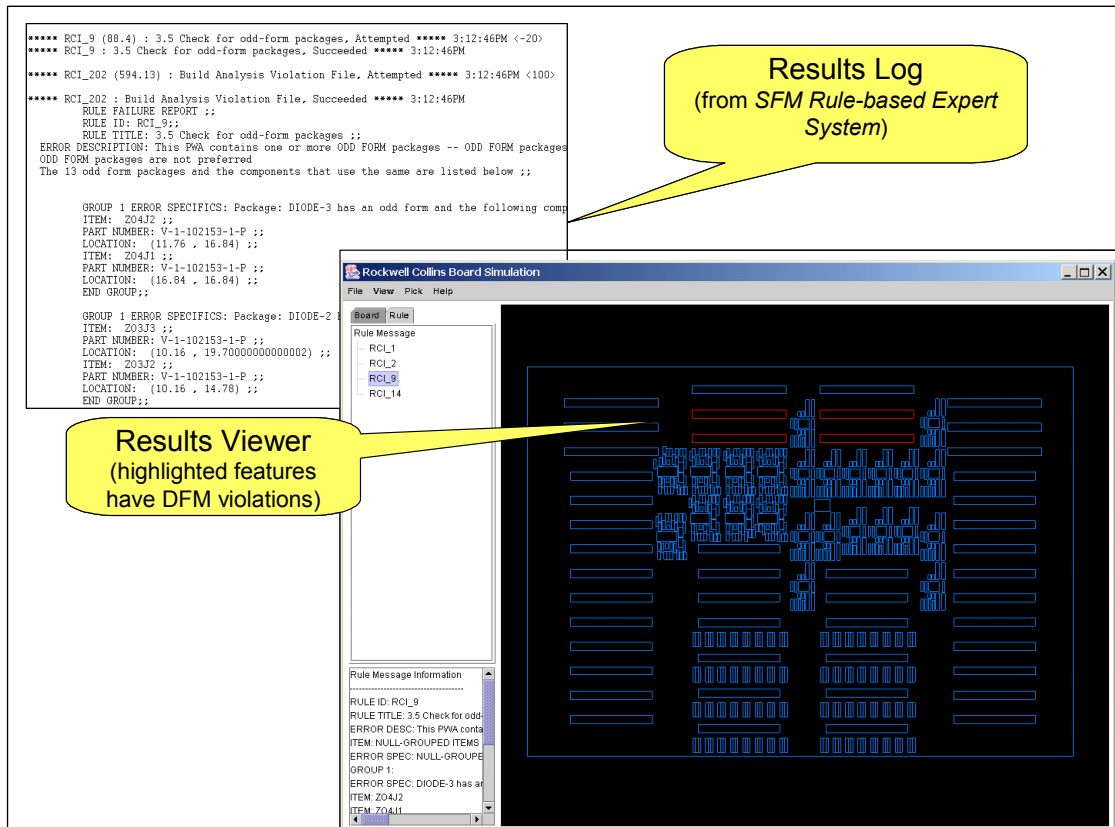 ***** RCI_9 (88.4) : 3.5 Check for odd-form packages, Attempted ***** 3:12:46PM <-20>
***** RCI_9 : 3.5 Check for odd-form packages, Succeeded ***** 3:12:46PM
***** RCI_202 (594.13) : Build Analysis Violation File, Attempted ***** 3:12:46PM <100>
***** RCI_202 : Build Analysis Violation File, Succeeded ***** 3:12:46PM
RULE FAILURE REPORT ;;
RULE ID: RCI_9;;
RULE TITLE: 3.5 Check for odd-form packages ;;
ERROR DESCRIPTION: This PWA contains one or more ODD FORM packages -- ODD FORM packages
ODD FORM packages are not preferred
The 13 odd form packages and the components that use the same are listed below ;;
GROUP 1 ERROR SPECIFICS: Package: DIODE-3 has an odd form and the following comp
ITEM: ZO4J2 ;;
PART NUMBER: V-1-102153-1-P ;;
LOCATION: (11.76 , 16.84) ;;
ITEM: ZO4J1 ;;
PART NUMBER: V-1-102153-1-P ;;
LOCATION: (16.84 , 16.84) ;;
END GROUP;;
GROUP 1 ERROR SPECIFICS: Package: DIODE-2
ITEM: ZO3J3 ;;
PART NUMBER: V-1-102153-1-P ;;
LOCATION: (10.16 , 19.70000000000002) ;;
ITEM: ZO3J2 ;;
PART NUMBER: V-1-102153-1-P ;;
LOCATION: (10.16 , 14.78) ;;
END GROUP;;
Results Log
(from SFM Rule-based Expert
System)
Rockwell Collins Board Simulation
File View Pick Help
Board Rule
Rule Message
RCI_1
RCI_2
RCI_9
RCI_14
Results Viewer
(highlighted features
have DFM violations)
Rule Message Information
----------------------------------------
RULE ID: RCI_9
RULE TITLE: 3.5 Check for odd-
ERROR DESC: This PWA conta
ITEM: NULL-GROUPED ITEMS
ERROR SPEC: NULL-GROUPE
GROUP 1:
ERROR SPEC: DIODE-3 has ar
ITEM: ZO4J2
ITEM: ZO4J1